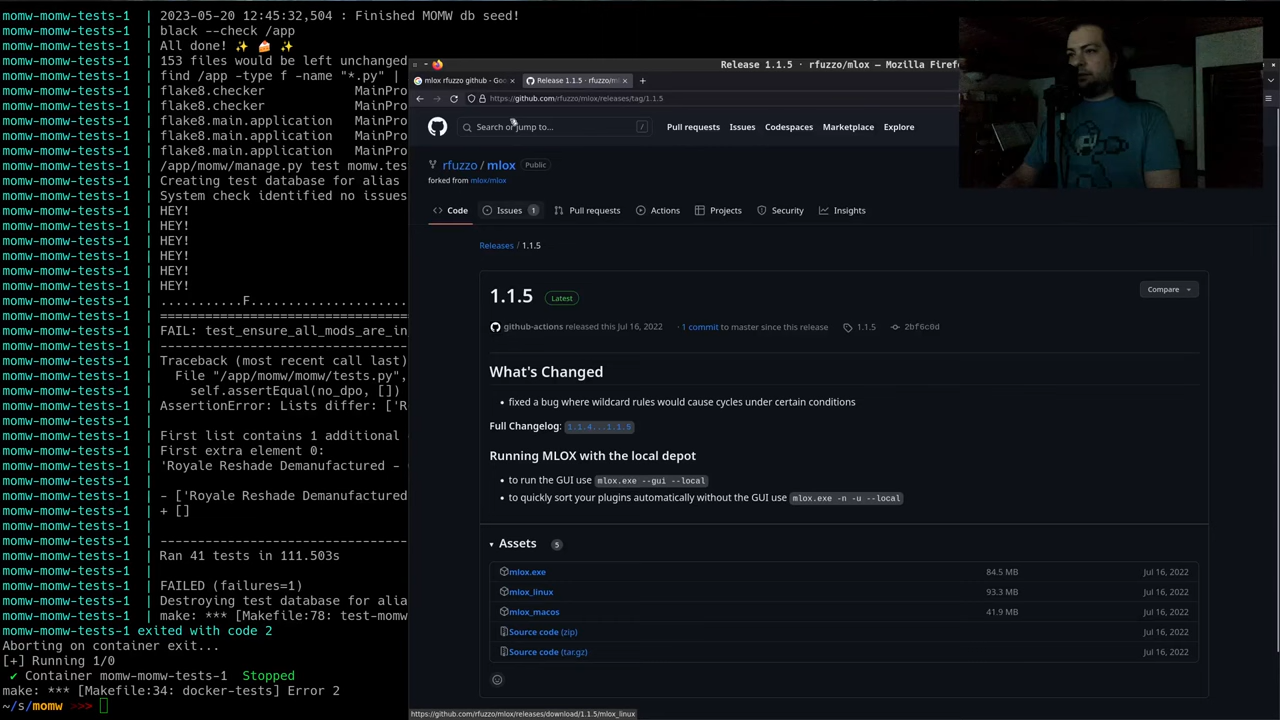 momw-momw-tests-1 | 2023-05-20 12:45:32,504 : Finished MOMW db seed!
momw-momw-tests-1 | black --check /app
momw-momw-tests-1 | All done! ✨ 🍰 ✨
momw-momw-tests-1 | 153 files would be left unchanged
momw-momw-tests-1 | find /app -type f -name "*.py" |
momw-momw-tests-1 | flake8.checker MainPro
momw-momw-tests-1 | flake8.checker MainPro
momw-momw-tests-1 | flake8.main.application MainPro
momw-momw-tests-1 | flake8.main.application MainPro
momw-momw-tests-1 | flake8.main.application MainPro
momw-momw-tests-1 | /app/momw/manage.py test momw.tes
momw-momw-tests-1 | Creating test database for alias
momw-momw-tests-1 | System check identified no issues
momw-momw-tests-1 | HEY!
momw-momw-tests-1 | HEY!
momw-momw-tests-1 | HEY!
momw-momw-tests-1 | HEY!
momw-momw-tests-1 | HEY!
momw-momw-tests-1 | HEY!
momw-momw-tests-1 | ..........F.....................
momw-momw-tests-1 | =================================
momw-momw-tests-1 | FAIL: test_ensure_all_mods_are_in
momw-momw-tests-1 | ---------------------------------
momw-momw-tests-1 | Traceback (most recent call last)
momw-momw-tests-1 | File "/app/momw/momw/tests.py",
momw-momw-tests-1 | self.assertEqual(no_dpo, [])
momw-momw-tests-1 | AssertionError: Lists differ: ['R
momw-momw-tests-1 |
momw-momw-tests-1 | First list contains 1 additional
momw-momw-tests-1 | First extra element 0:
momw-momw-tests-1 | 'Royale Reshade Demanufactured -
momw-momw-tests-1 |
momw-momw-tests-1 | - ['Royale Reshade Demanufactured
momw-momw-tests-1 | + []
momw-momw-tests-1 |
momw-momw-tests-1 | ---------------------------------
momw-momw-tests-1 | Ran 41 tests in 111.503s
momw-momw-tests-1 |
momw-momw-tests-1 | FAILED (failures=1)
momw-momw-tests-1 | Destroying test database for alia
momw-momw-tests-1 | make: *** [Makefile:78: test-momw
momw-momw-tests-1 exited with code 2
Aborting on container exit...
[+] Running 1/0
✔ Container momw-momw-tests-1 Stopped
make: *** [Makefile:34: docker-tests] Error 2
~/s/momw >>>
Release 1.1.5 · rfuzzo/mlox — Mozilla Firef
mlox rfuzzo github - Goo
Release 1.1.5 · rfuzzo/m
https://github.com/rfuzzo/mlox/releases/tag/1.1.5
Search or jump to... /
Pull requests Issues Codespaces Marketplace Explore
rfuzzo / mlox Public
forked from mlox/mlox
Code Issues 1 Pull requests Actions Projects Security Insights
Releases / 1.1.5
1.1.5 Latest
Compare
github-actions released this Jul 16, 2022 · 1 commit to master since this release 1.1.5 2bf6c0d
What's Changed
• fixed a bug where wildcard rules would cause cycles under certain conditions
Full Changelog: 1.1.4...1.1.5
Running MLOX with the local depot
• to run the GUI use mlox.exe --gui --local
• to quickly sort your plugins automatically without the GUI use mlox.exe -n -u --local
Assets 5
mlox.exe 84.5 MB Jul 16, 2022
mlox_linux 93.3 MB Jul 16, 2022
mlox_macos 41.9 MB Jul 16, 2022
Source code (zip) Jul 16, 2022
Source code (tar.gz) Jul 16, 2022
https://github.com/rfuzzo/mlox/releases/download/1.1.5/mlox_linux